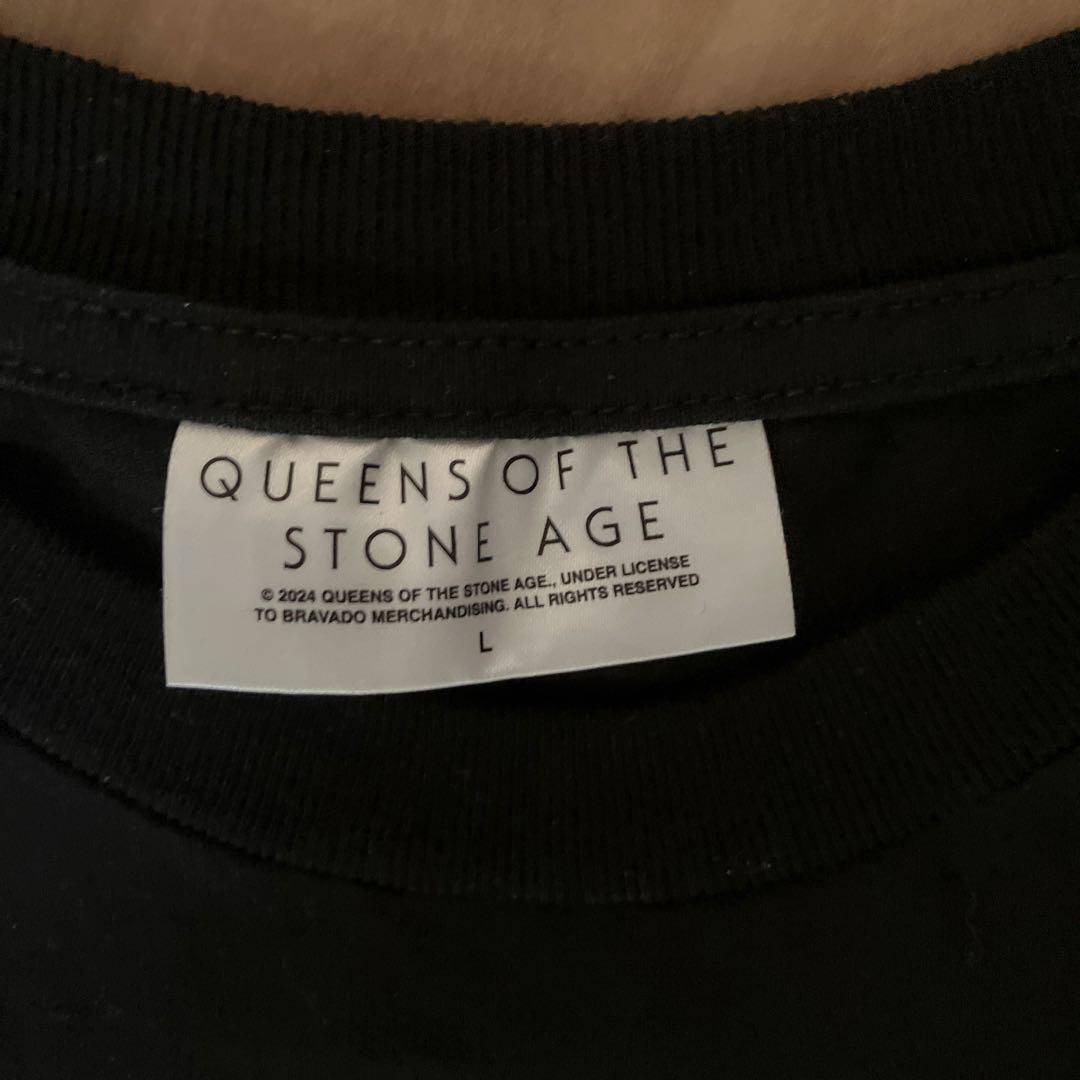 QUEENS OF THE
STONE AGE
© 2024 QUEENS OF THE STONE AGE., UNDER LICENSE
TO BRAVADO MERCHANDISING. ALL RIGHTS RESERVED
L